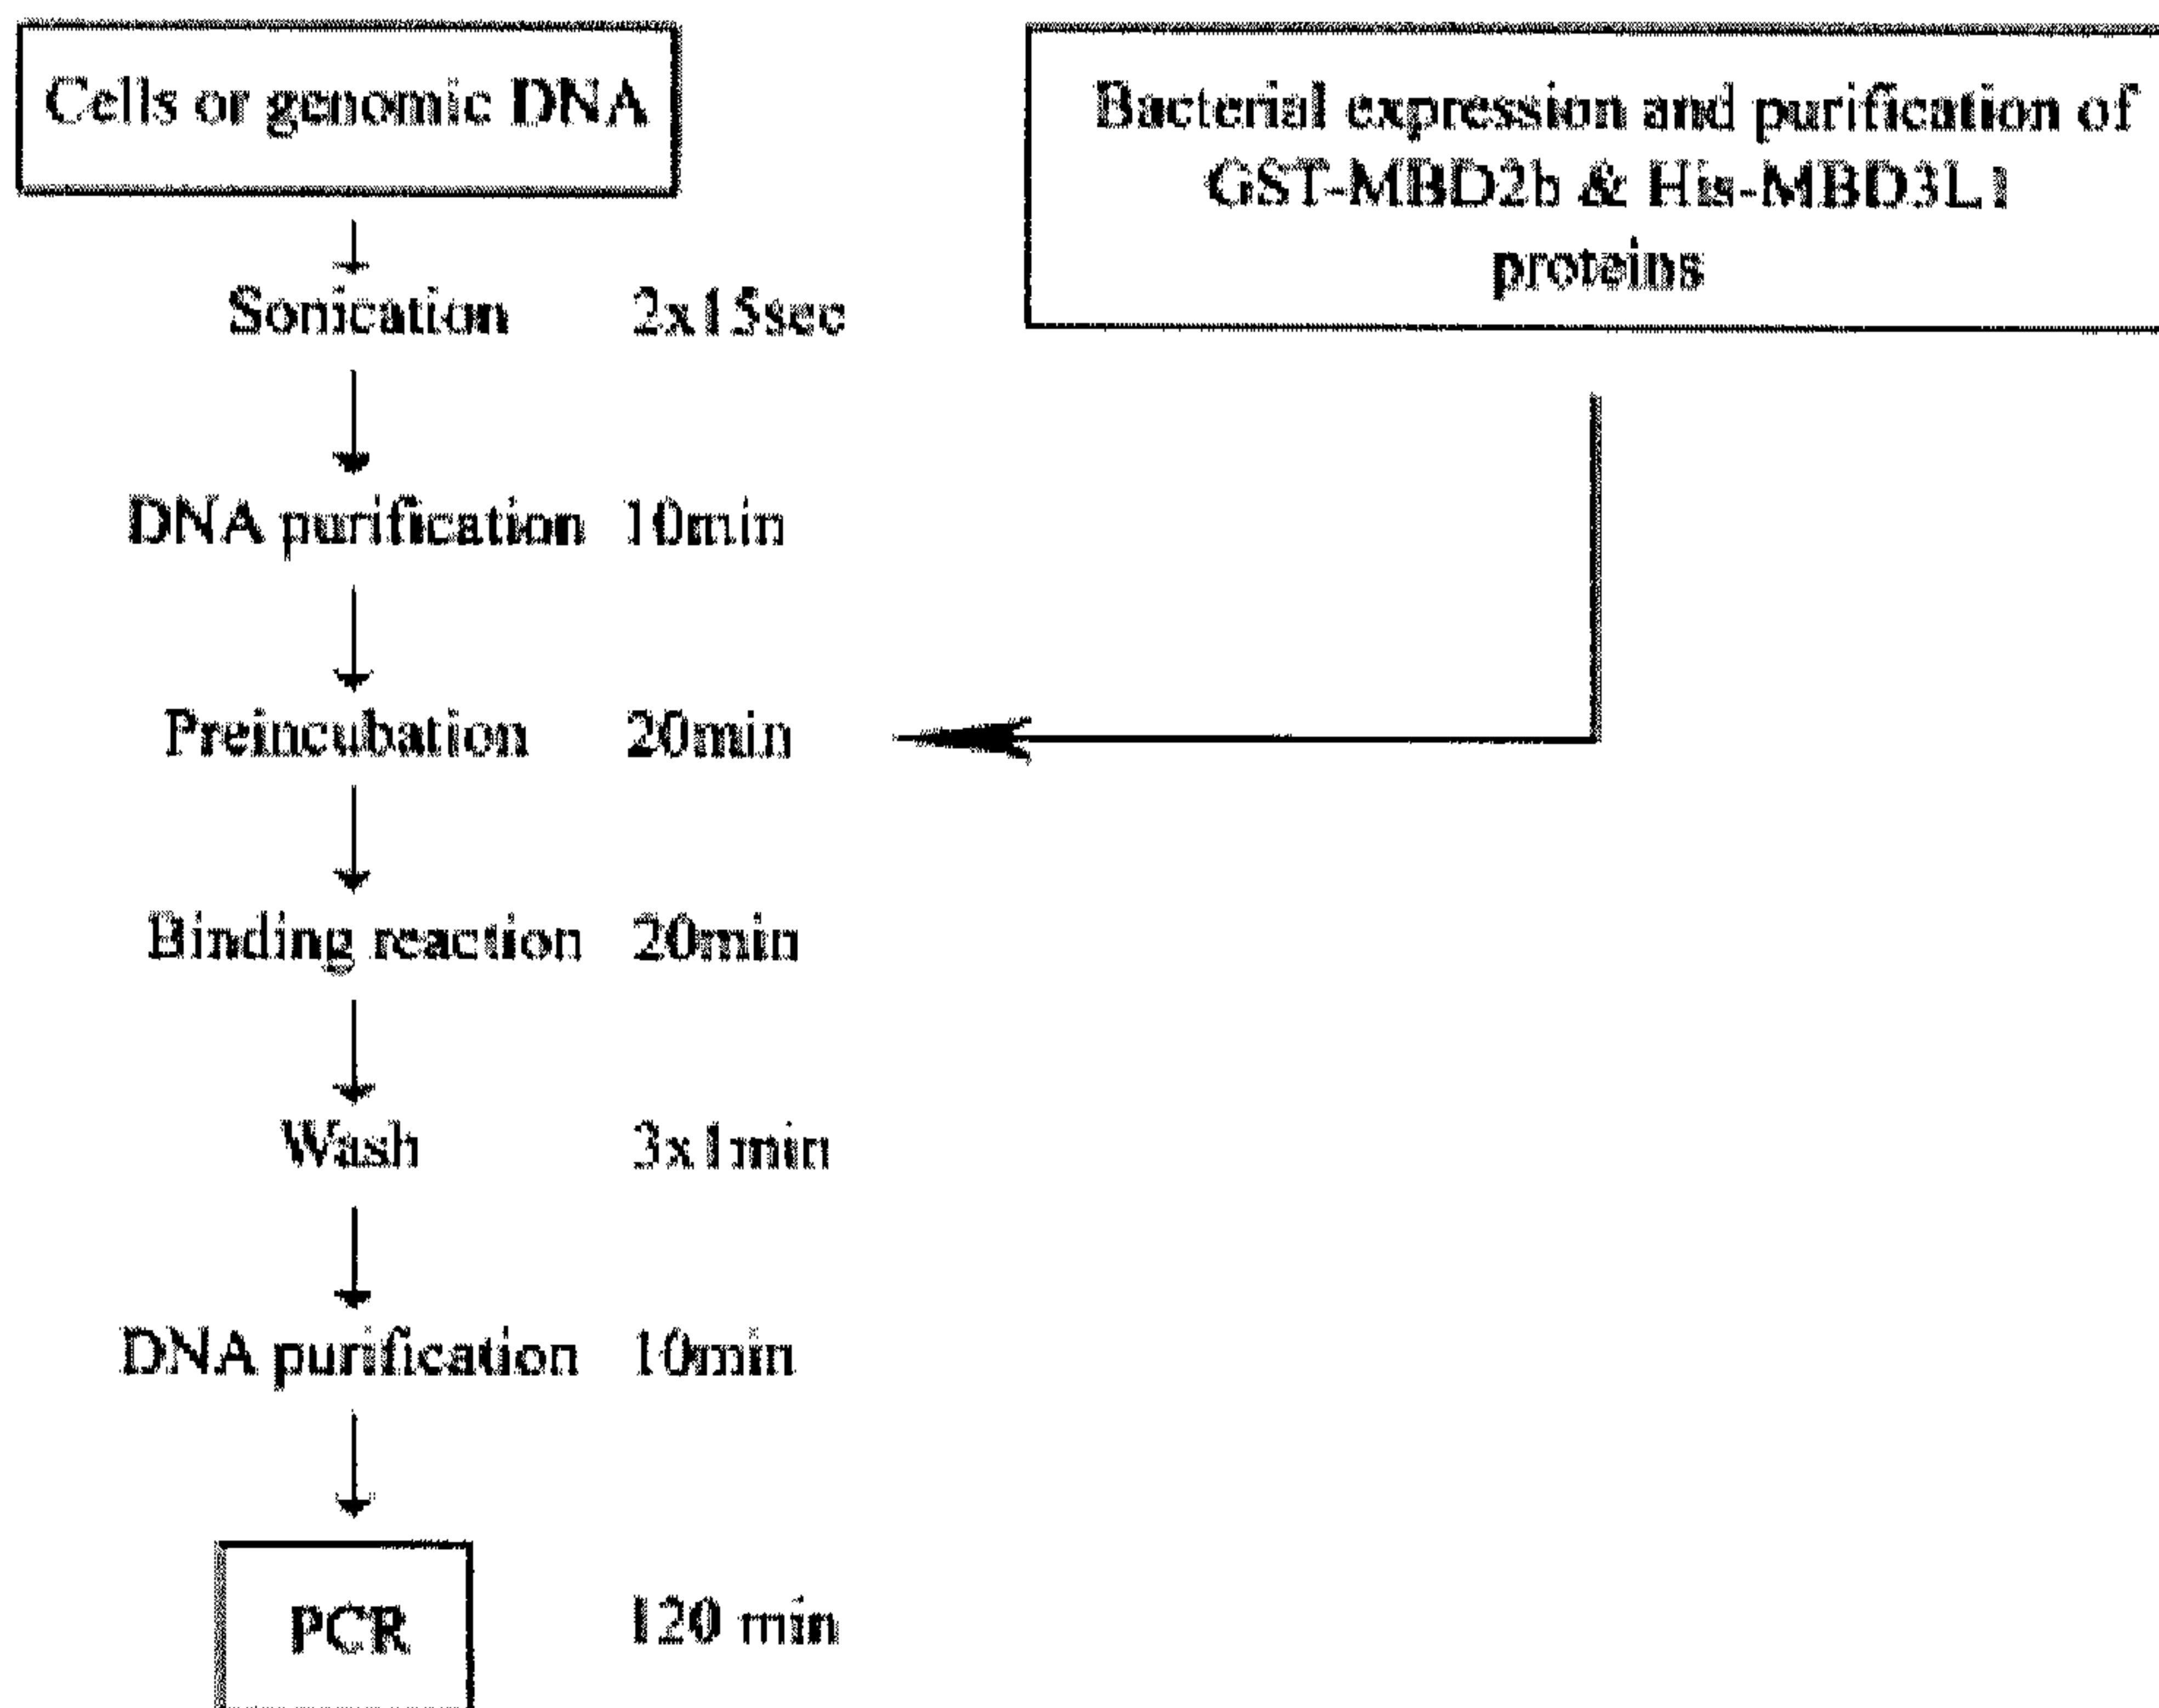 Cells or genomic DNA
Bacterial expression and purification of
GST-MBD2b & His-MBD3L1
proteins
Sonication 2x15sec
DNA purification 10min
Preincubation 20min
Binding reaction 20min
Wash 3x1min
DNA purification 10min
PCR 120 min